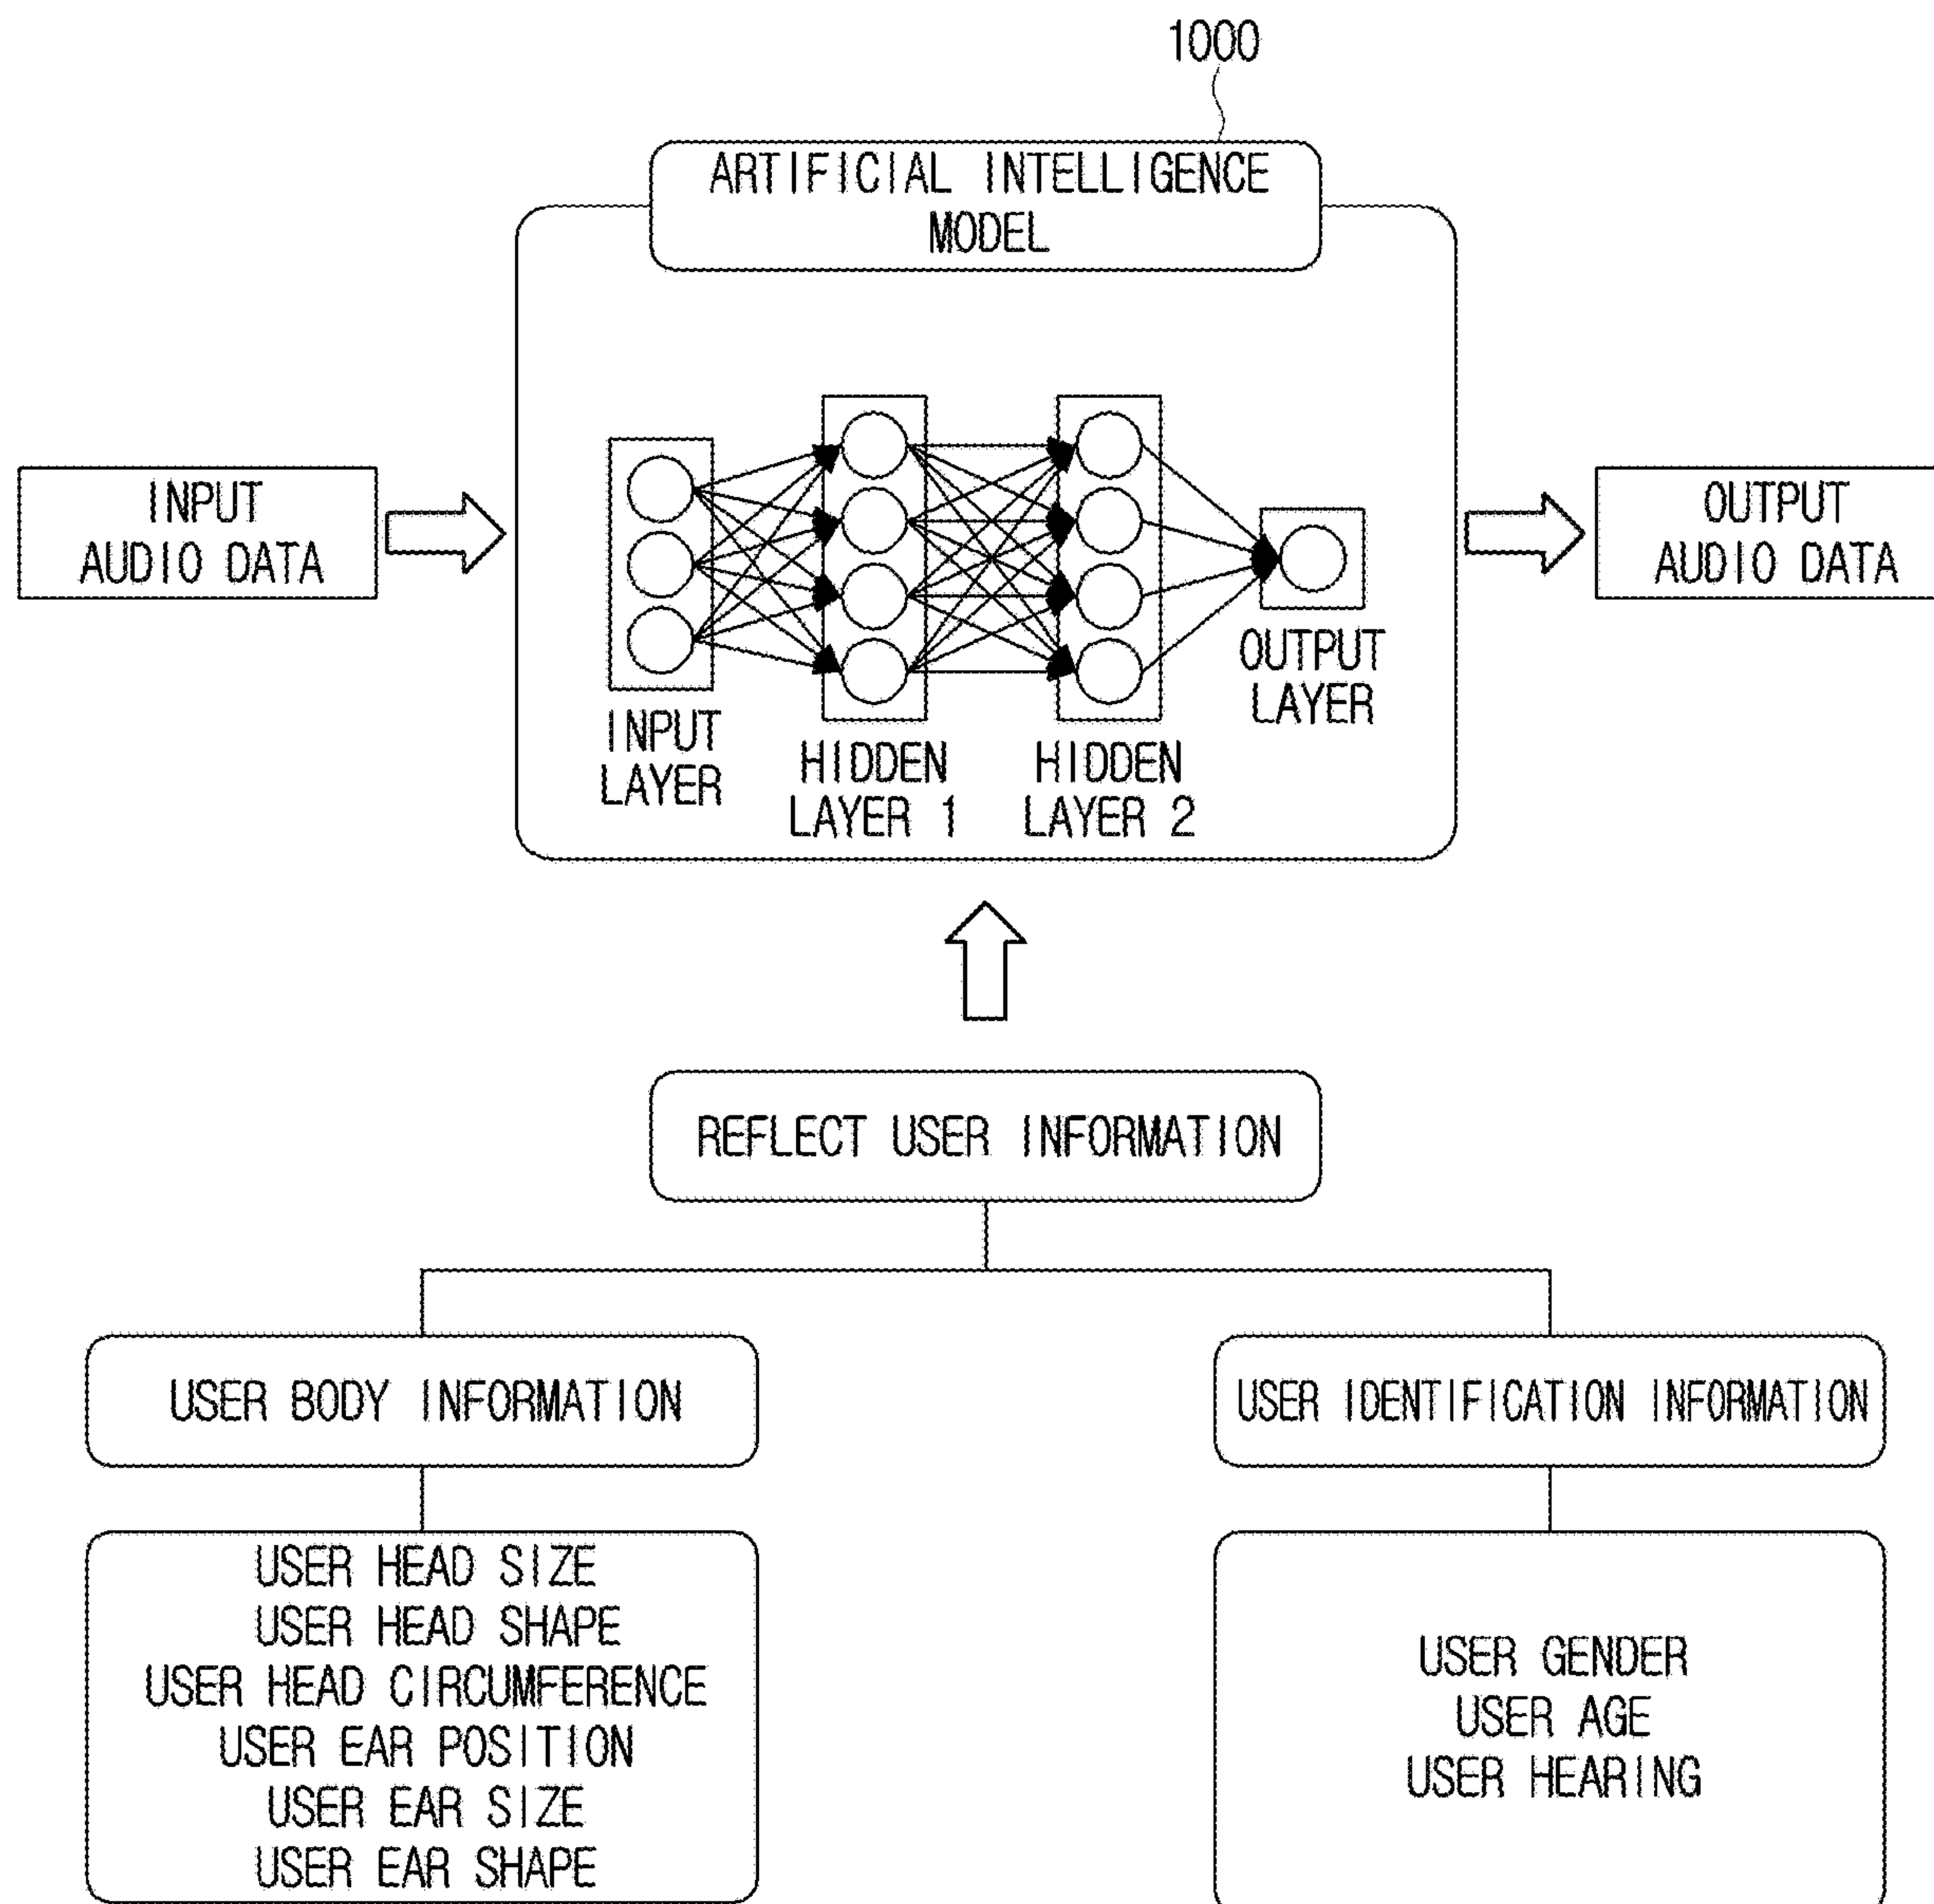 1000
ARTIFICIAL INTELLIGENCE
MODEL
INPUT
AUDIO DATA
OUTPUT
AUDIO DATA
INPUT
LAYER
HIDDEN
LAYER 1
HIDDEN
LAYER 2
OUTPUT
LAYER
REFLECT USER INFORMATION
USER BODY INFORMATION
USER IDENTIFICATION INFORMATION
USER HEAD SIZE
USER HEAD SHAPE
USER HEAD CIRCUMFERENCE
USER EAR POSITION
USER EAR SIZE
USER EAR SHAPE
USER GENDER
USER AGE
USER HEARING